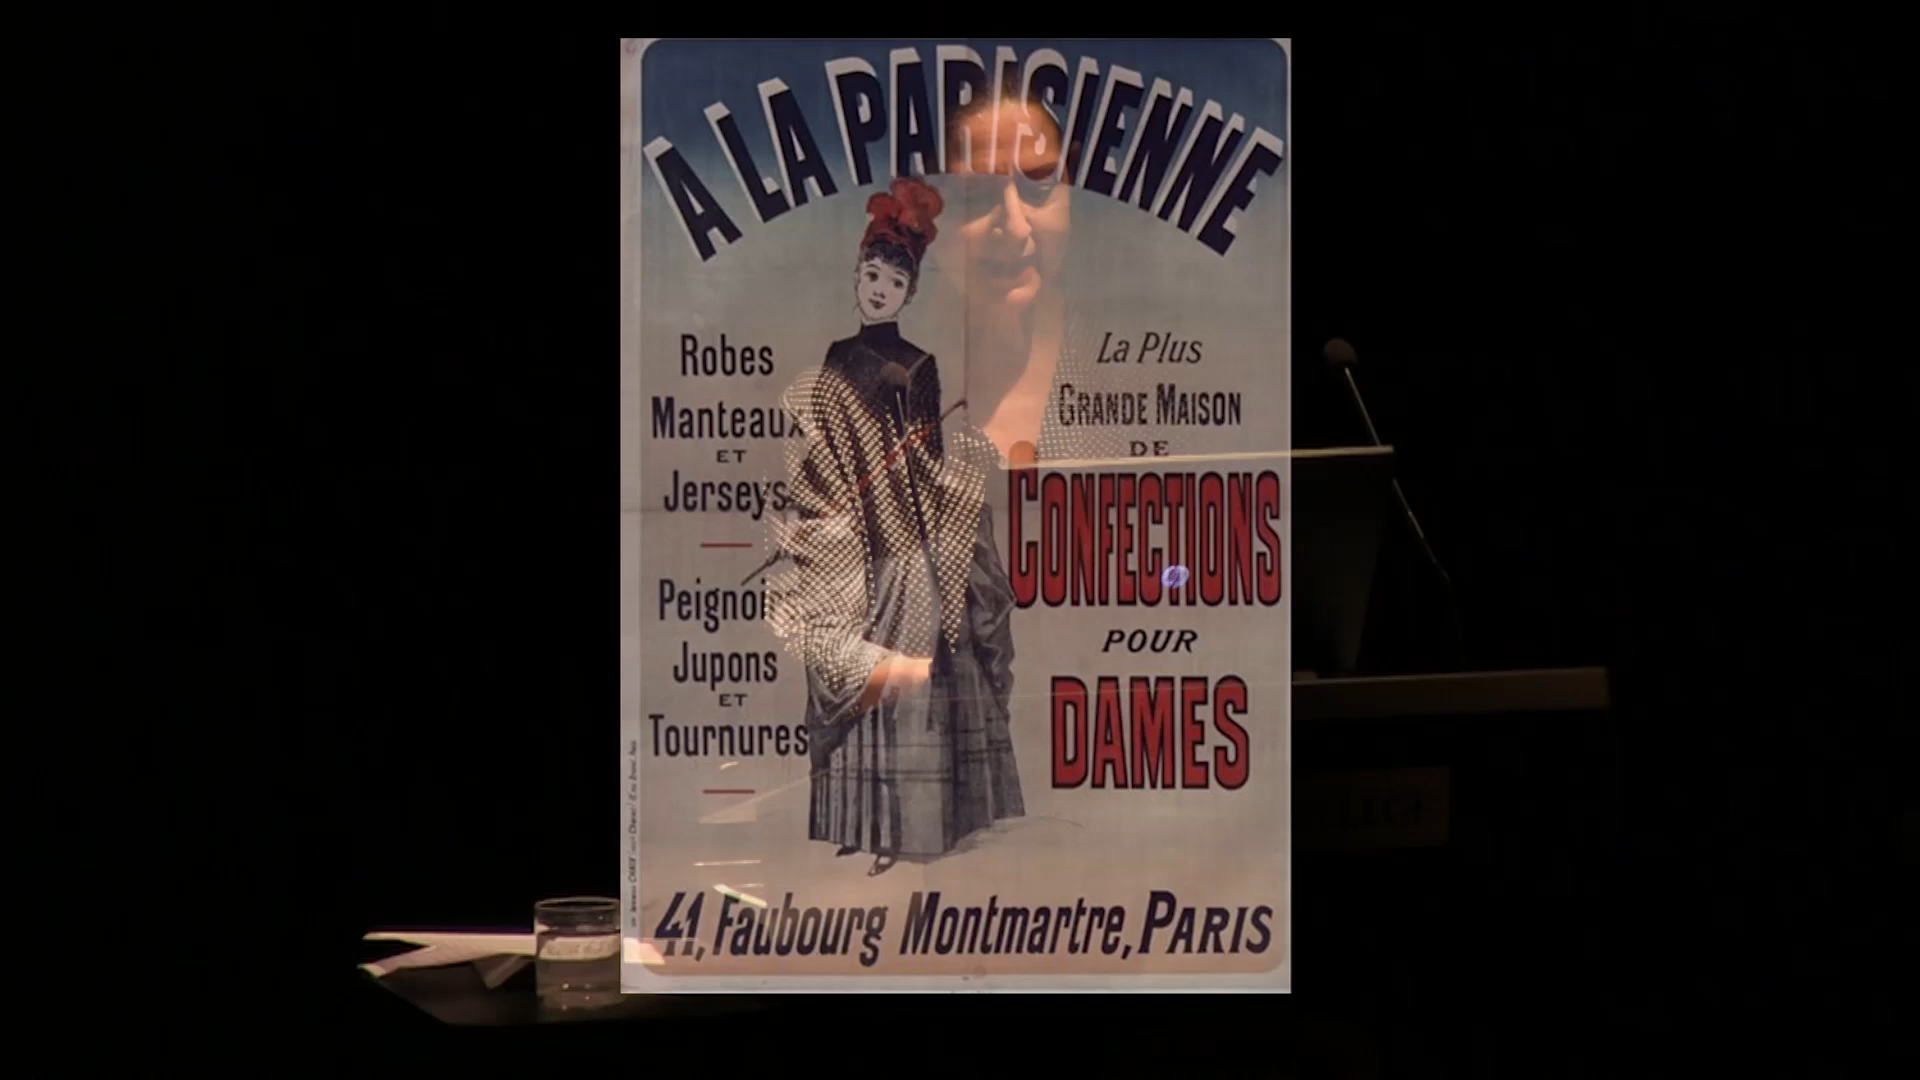 A LA PARISIENNE
Robes
Manteaux
ET
Jerseys
Peignoirs
Jupons
ET
Tournures
La Plus
GRANDE MAISON
DE
CONFECTIONS
POUR
DAMES
41, Faubourg Montmartre, PARIS